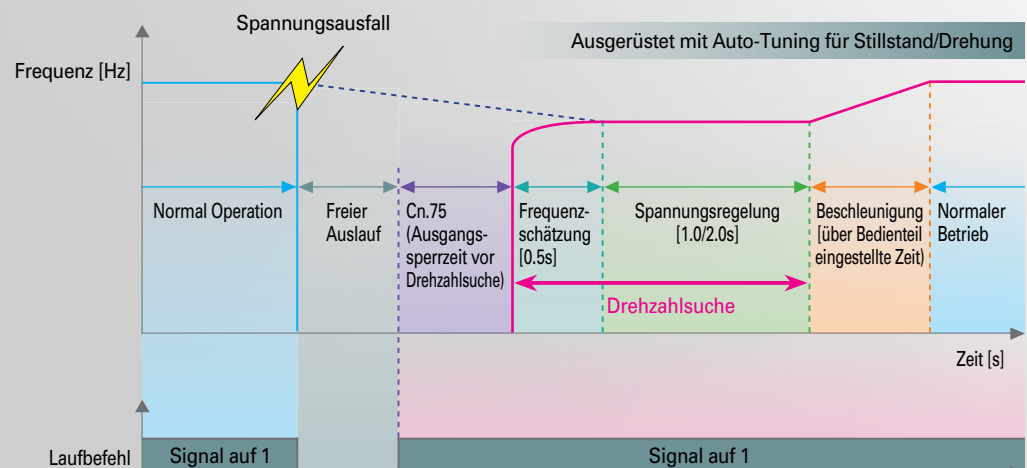 Spannungsausfall
Ausgerüstet mit Auto-Tuning für Stillstand/Drehung
Frequenz [Hz]
Normal Operation
Freier
Auslauf
Cn.75
(Ausgangs-
sperrzeit vor
Drehzahlsuche)
Frequenz-
schätzung
[0.5s]
Spannungsregelung
[1.0/2.0s]
Beschleunigung
[über Bedienteil
eingestellte Zeit)
Normaler
Betrieb
Drehzahlsuche
Zeit [s]
Laufbefehl
Signal auf 1
Signal auf 1